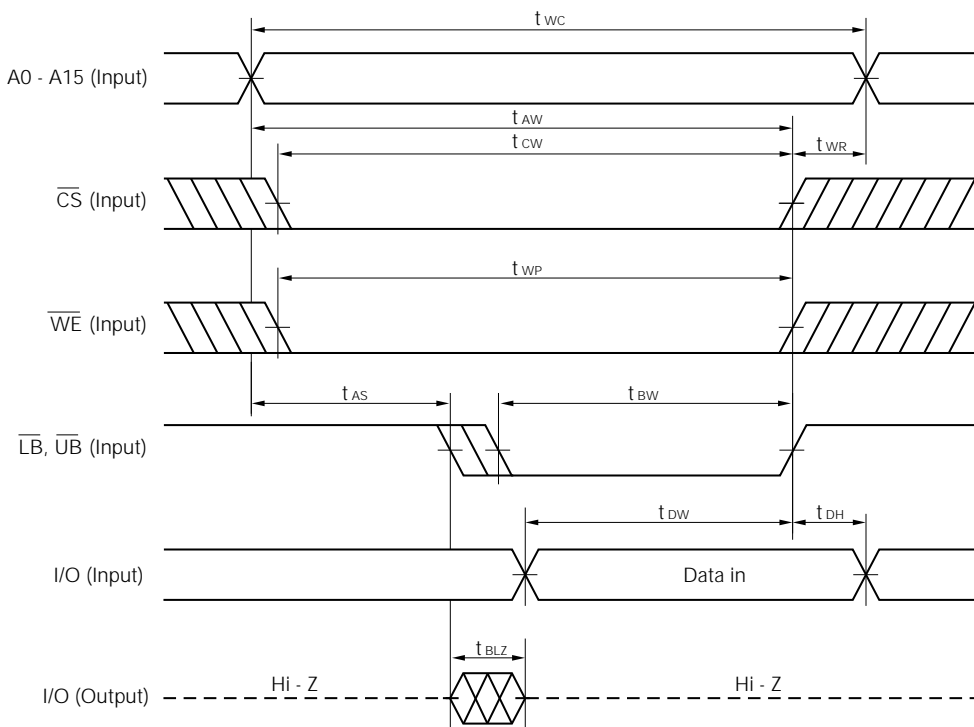 t WC
A0 - A15 (Input)
t AW
t CW
t WR
CS (Input)
t WP
WE (Input)
t AS
t BW
LB, UB (Input)
t DW
t DH
I/O (Input)
Data in
t BLZ
Hi - Z
Hi - Z
I/O (Output)